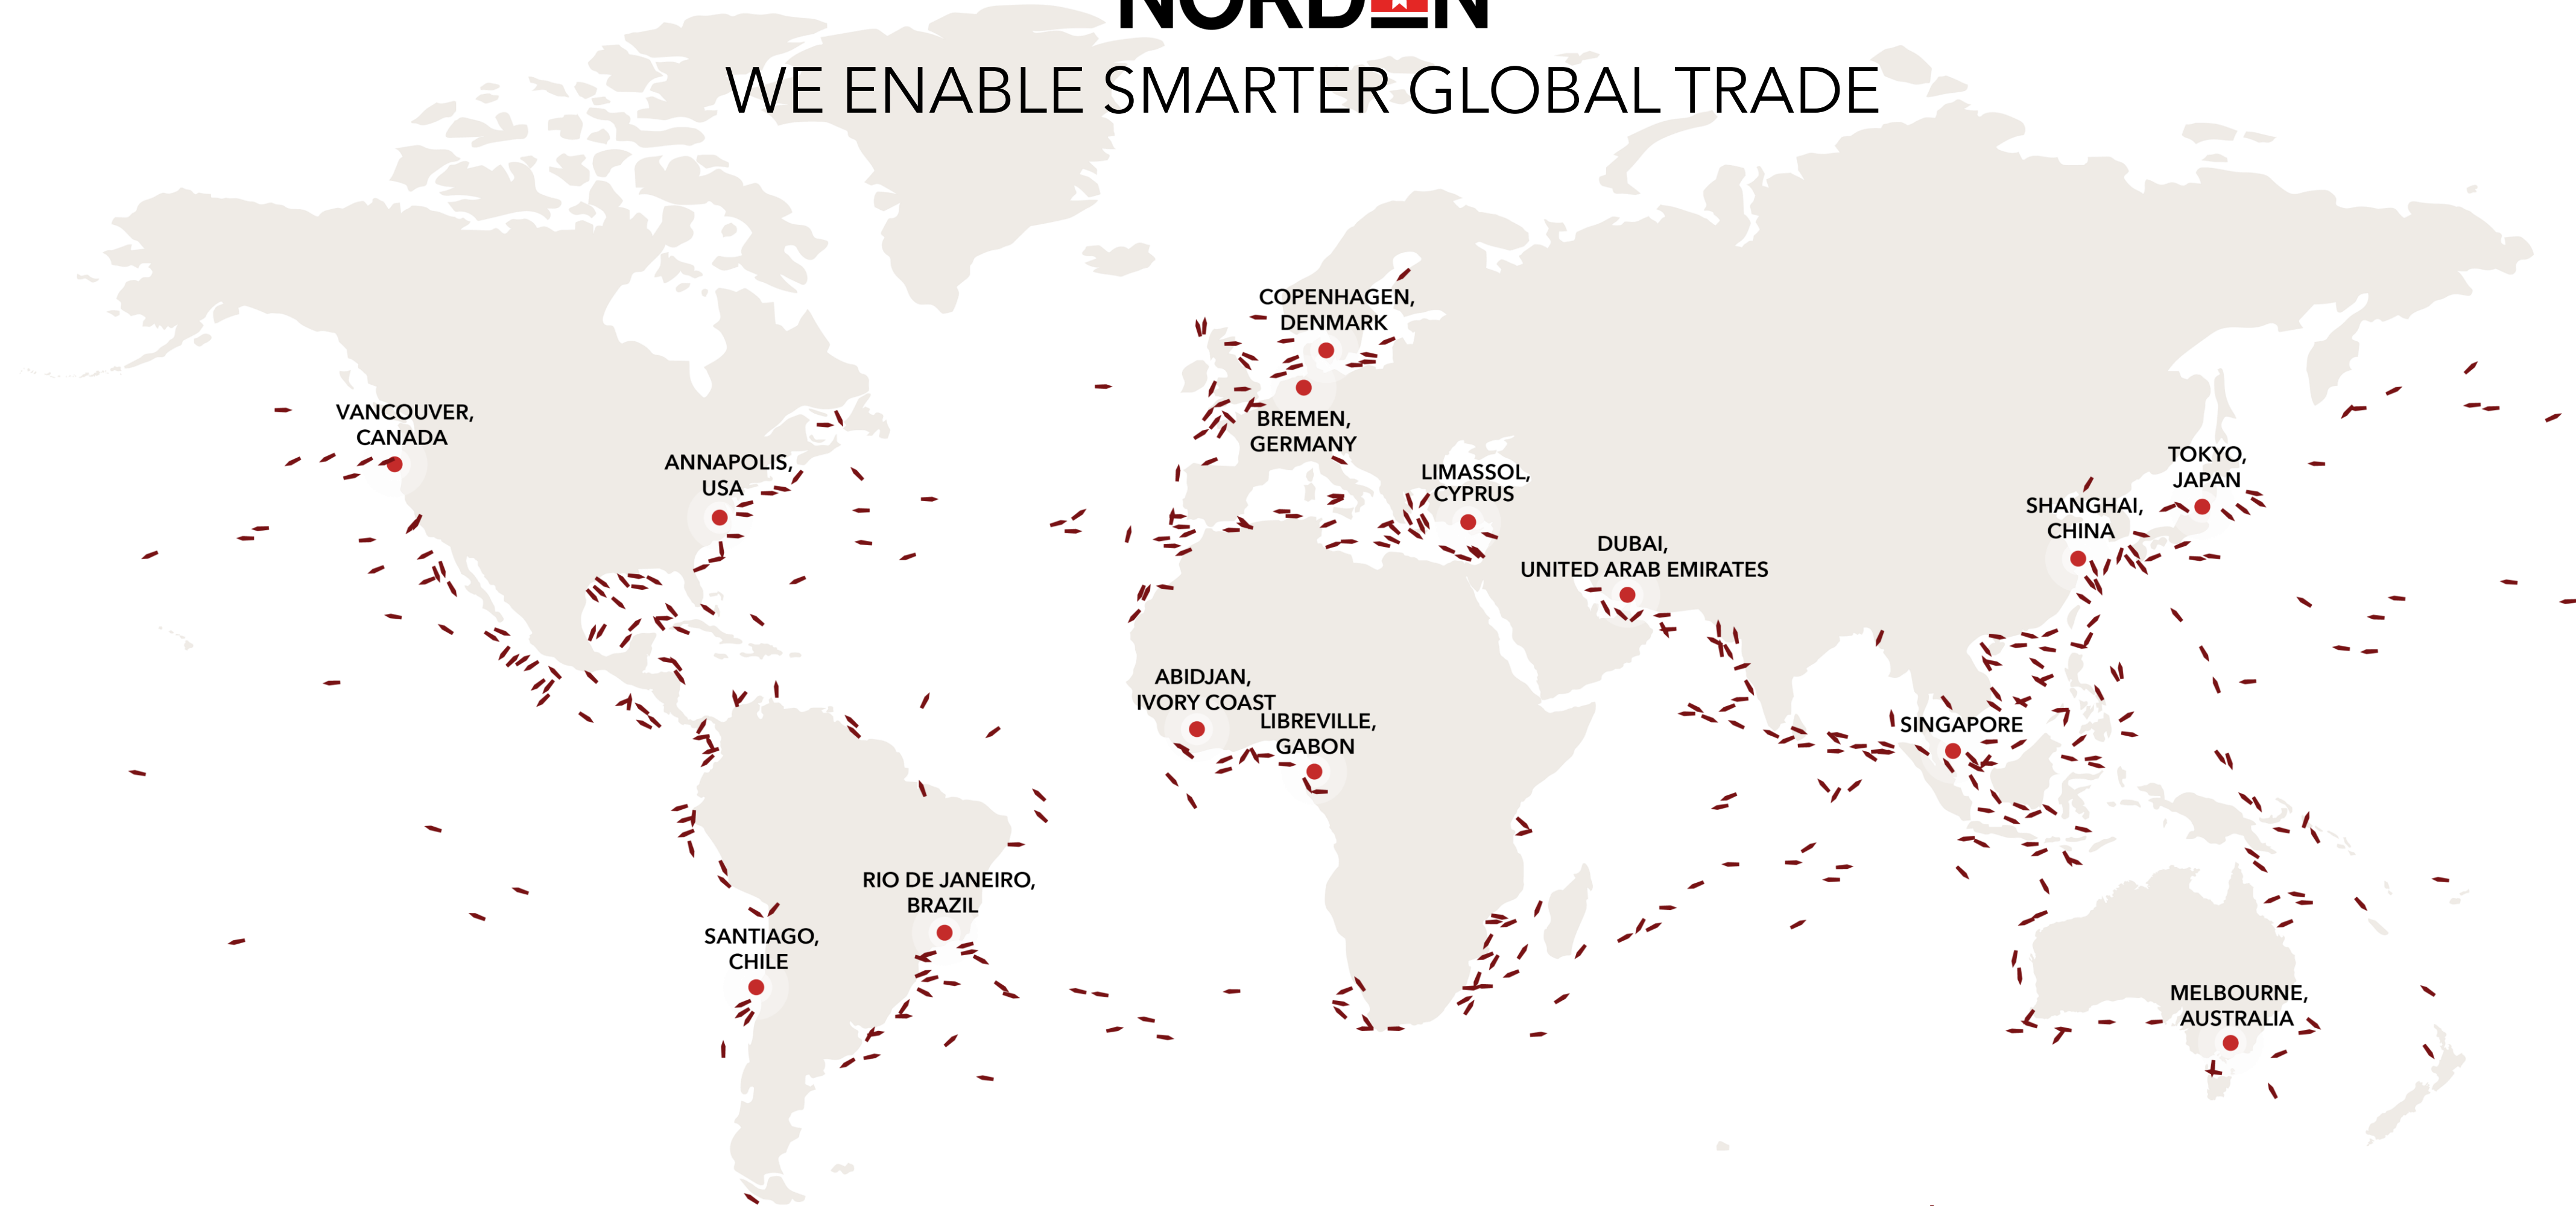 NORDEN
WE ENABLE SMARTER GLOBAL TRADE
COPENHAGEN,
DENMARK
VANCOUVER,
CANADA
BREMEN,
GERMANY
ANNAPOLIS,
USA
LIMASSOL,
CYPRUS
TOKYO,
JAPAN
SHANGHAI,
CHINA
DUBAI,
UNITED ARAB EMIRATES
ABIDJAN,
IVORY COAST
LIBREVILLE,
GABON
SINGAPORE
RIO DE JANEIRO,
BRAZIL
SANTIAGO,
CHILE
MELBOURNE,
AUSTRALIA